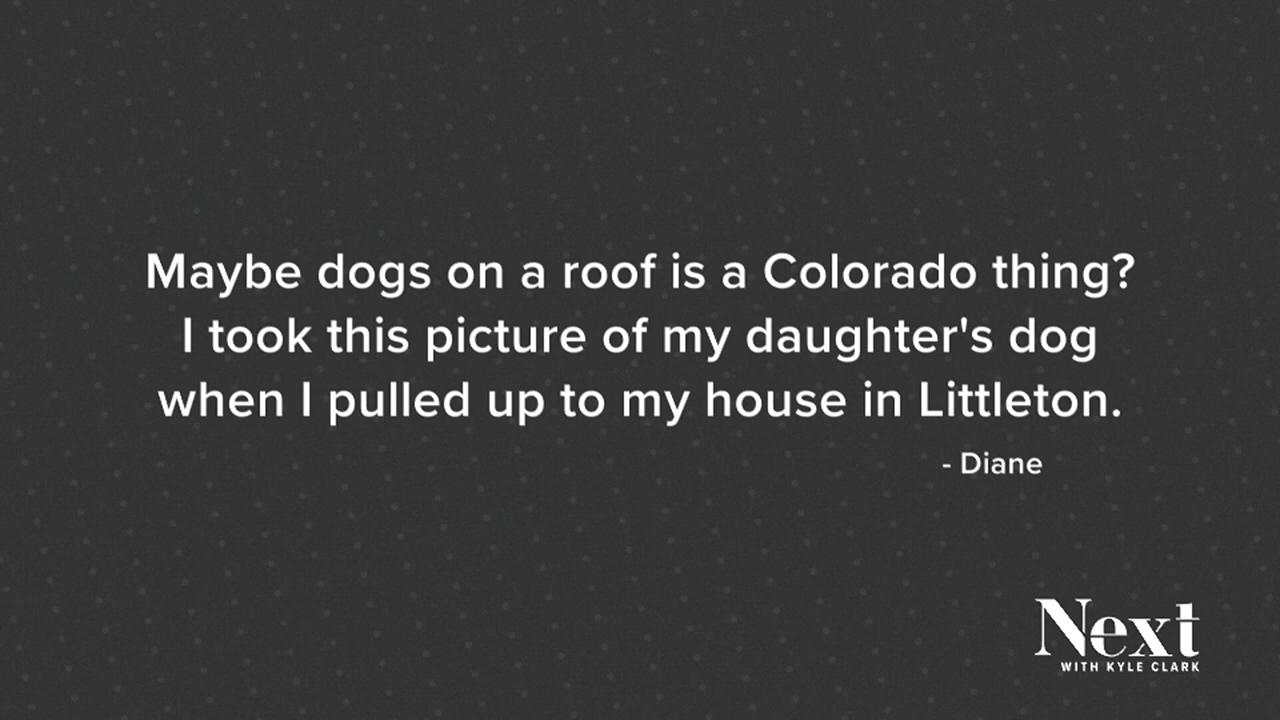 Maybe dogs on a roof is a Colorado thing?
I took this picture of my daughter's dog
when I pulled up to my house in Littleton.
- Diane
Next
WITH KYLE CLARK